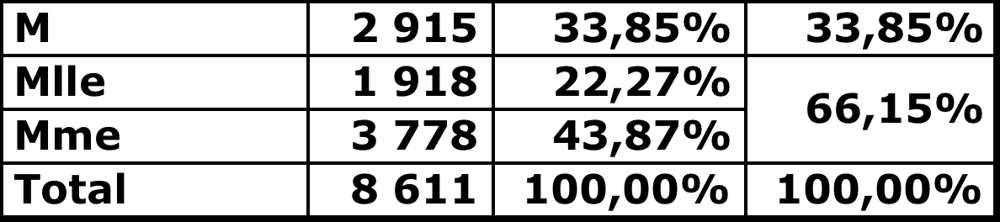 M 2 915 33,85% 33,85%
Mlle 1 918 22,27%
66,15%
Mme 3 778 43,87%
Total 8 611 100,00% 100,00%